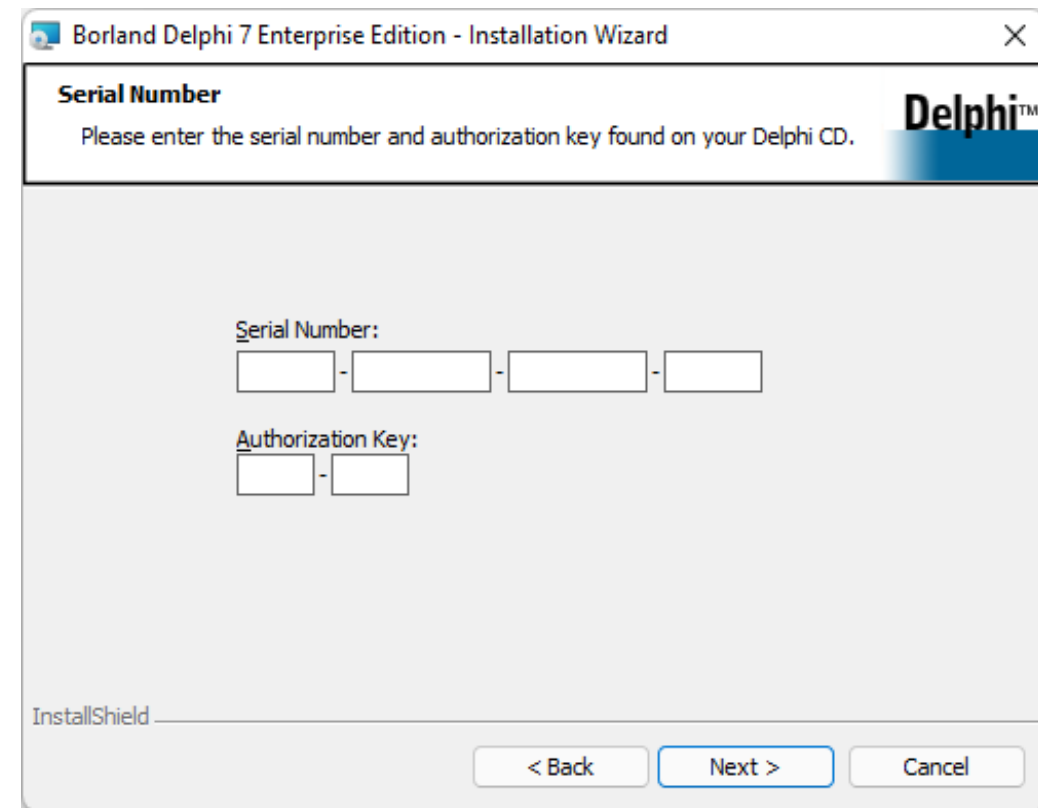 Borland Delphi 7 Enterprise Edition - Installation Wizard
Serial Number
Please enter the serial number and authorization key found on your Delphi CD.
Delphi™
Serial Number:
- - -
Authorization Key:
-
InstallShield
< Back Next > Cancel